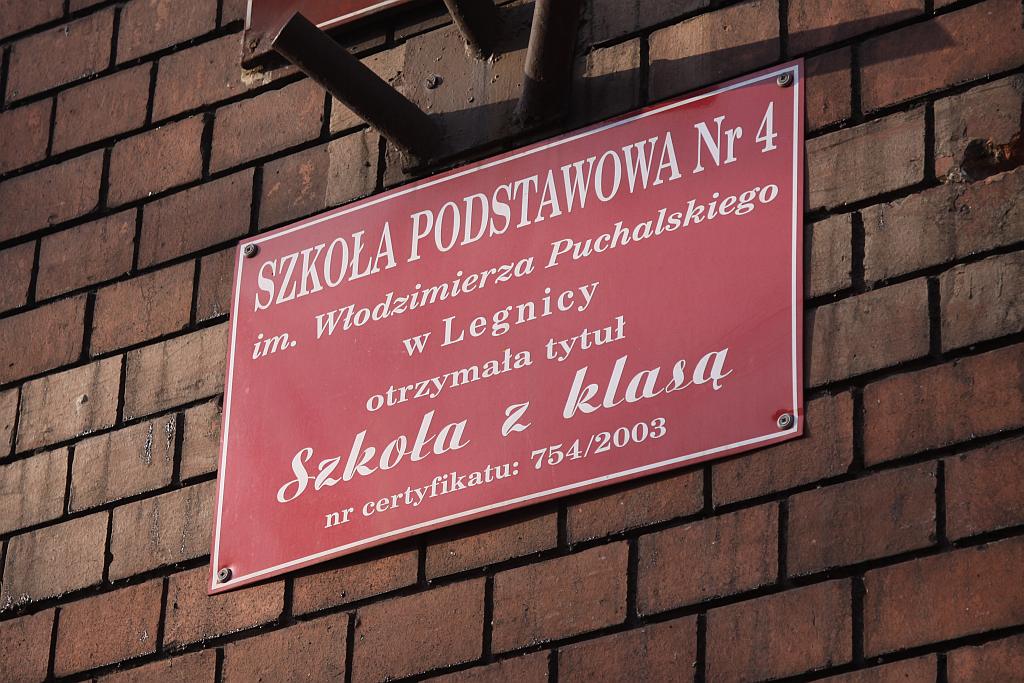 SZKOŁA PODSTAWOWA Nr 4
im. Włodzimierza Puchalskiego
w Legnicy
otrzymała tytuł
Szkoła z klasą
nr certyfikatu: 754/2003